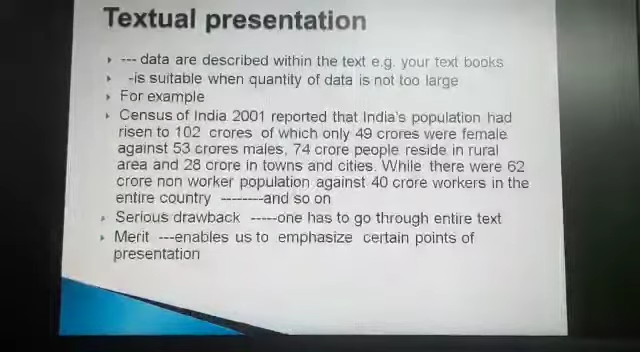 Textual presentation
--- data are described within the text e.g. your text books
-is suitable when quantity of data is not too large
For example
Census of India 2001 reported that India's population had
risen to 102 crores of which only 49 crores were female
against 53 crores males, 74 crore people reside in rural
area and 28 crore in towns and cities. While there were 62
crore non worker population against 40 crore workers in the
entire country --------and so on
Serious drawback -----one has to go through entire text
Merit ---enables us to emphasize certain points of
presentation